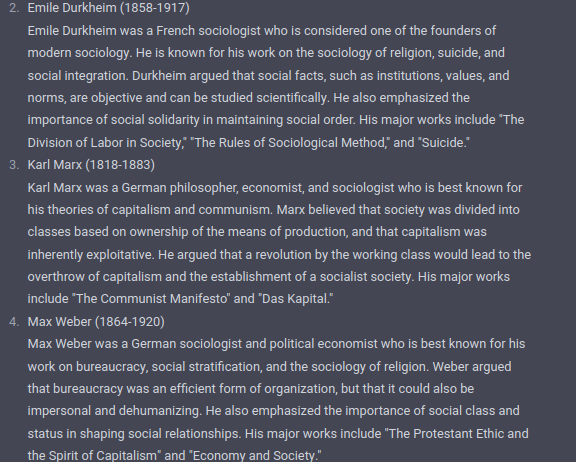 2. Emile Durkheim (1858-1917)
Emile Durkheim was a French sociologist who is considered one of the founders of
modern sociology. He is known for his work on the sociology of religion, suicide, and
social integration. Durkheim argued that social facts, such as institutions, values, and
norms, are objective and can be studied scientifically. He also emphasized the
importance of social solidarity in maintaining social order. His major works include "The
Division of Labor in Society," "The Rules of Sociological Method," and "Suicide."
3. Karl Marx (1818-1883)
Karl Marx was a German philosopher, economist, and sociologist who is best known for
his theories of capitalism and communism. Marx believed that society was divided into
classes based on ownership of the means of production, and that capitalism was
inherently exploitative. He argued that a revolution by the working class would lead to the
overthrow of capitalism and the establishment of a socialist society. His major works
include "The Communist Manifesto" and "Das Kapital."
4. Max Weber (1864-1920)
Max Weber was a German sociologist and political economist who is best known for his
work on bureaucracy, social stratification, and the sociology of religion. Weber argued
that bureaucracy was an efficient form of organization, but that it could also be
impersonal and dehumanizing. He also emphasized the importance of social class and
status in shaping social relationships. His major works include "The Protestant Ethic and
the Spirit of Capitalism" and "Economy and Society."